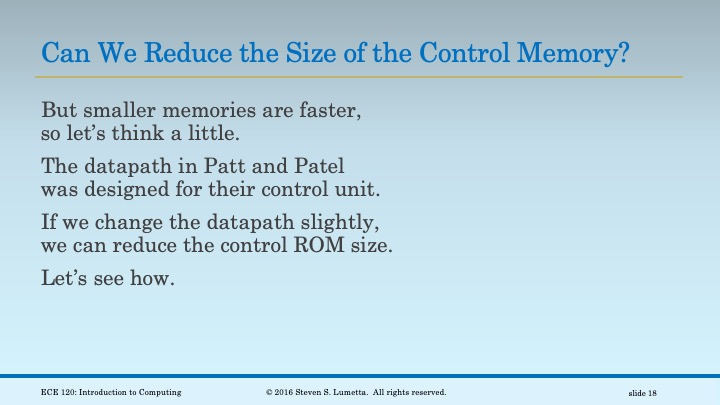 Can We Reduce the Size of the Control Memory?
But smaller memories are faster,
so let’s think a little.
The datapath in Patt and Patel
was designed for their control unit.
If we change the datapath slightly,
we can reduce the control ROM size.
Let’s see how.
ECE 120: Introduction to Computing
© 2016 Steven S. Lumetta.  All rights reserved.
slide 18